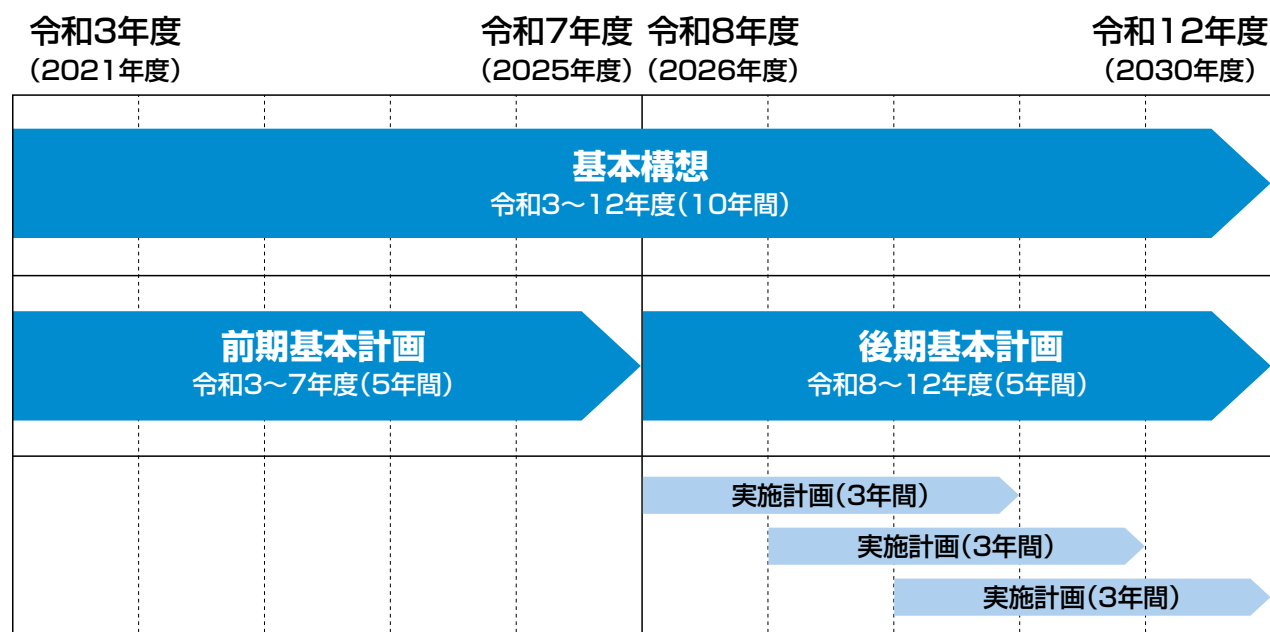 令和3年度
（2021年度）
令和7年度
（2025年度）
令和8年度
（2026年度）
令和12年度
（2030年度）
基本構想
令和3～12年度（10年間）
前期基本計画
令和3～7年度（5年間）
後期基本計画
令和8～12年度（5年間）
実施計画（3年間）
実施計画（3年間）
実施計画（3年間）